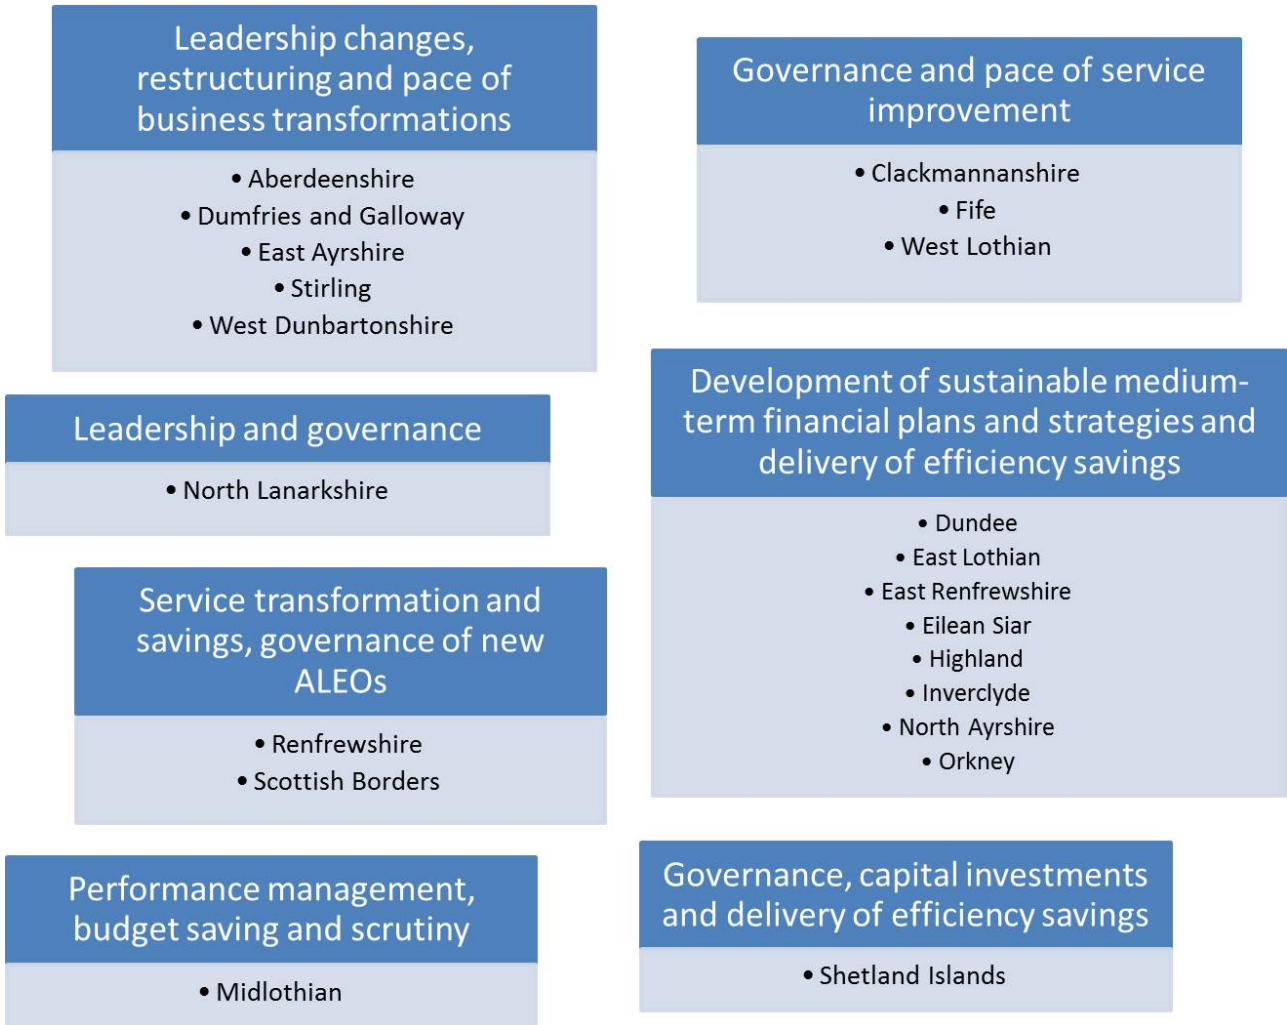 Leadership changes,
restructuring and pace of
business transformations
• Aberdeenshire
• Dumfries and Galloway
• East Ayrshire
• Stirling
• West Dunbartonshire
Governance and pace of service
improvement
• Clackmannanshire
• Fife
• West Lothian
Leadership and governance
• North Lanarkshire
Development of sustainable medium-
term financial plans and strategies and
delivery of efficiency savings
• Dundee
• East Lothian
• East Renfrewshire
• Eilean Siar
• Highland
• Inverclyde
• North Ayrshire
• Orkney
Service transformation and
savings, governance of new
ALEOs
• Renfrewshire
• Scottish Borders
Performance management,
budget saving and scrutiny
• Midlothian
Governance, capital investments
and delivery of efficiency savings
• Shetland Islands